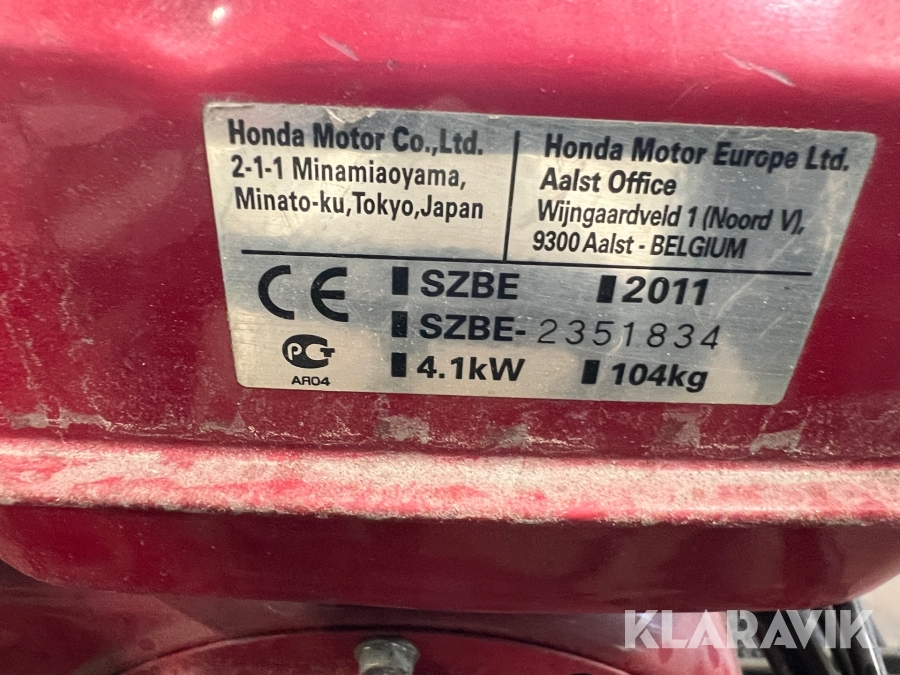 Honda Motor Co.,Ltd.
2-1-1 Minamiaoyama,
Minato-ku,Tokyo,Japan
Honda Motor Europe Ltd.
Aalst Office
Wijngaardveld 1 (Noord V),
9300 Aalst - BELGIUM
CE
SZBE
2011
SZBE-2351834
4.1kW
104kg
PCT
AR04
KLARAVIK